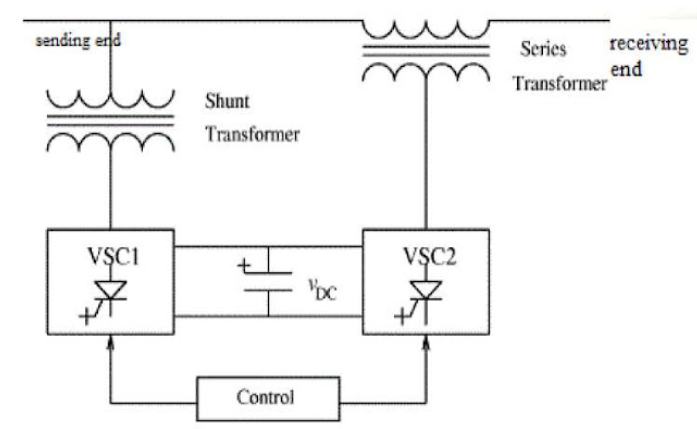 sending end
Series
Transformer
receiving
end
Shunt
Transformer
VSC1
+
VDC
VSC2
+
+
Control